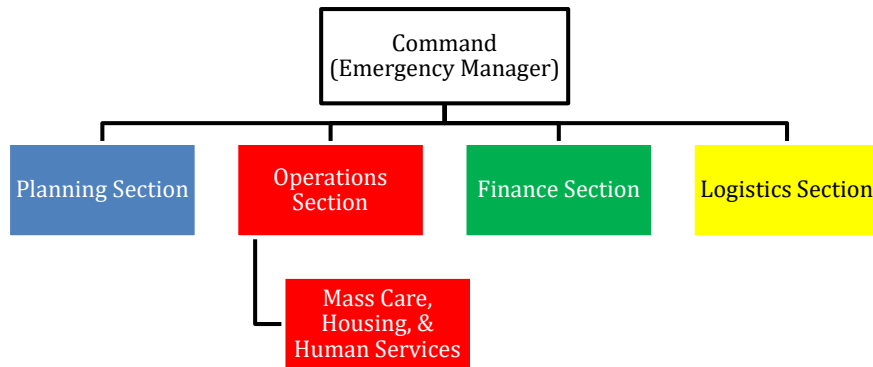 Command
(Emergency Manager)
Planning Section
Operations
Section
Finance Section
Logistics Section
Mass Care,
Housing, &
Human Services